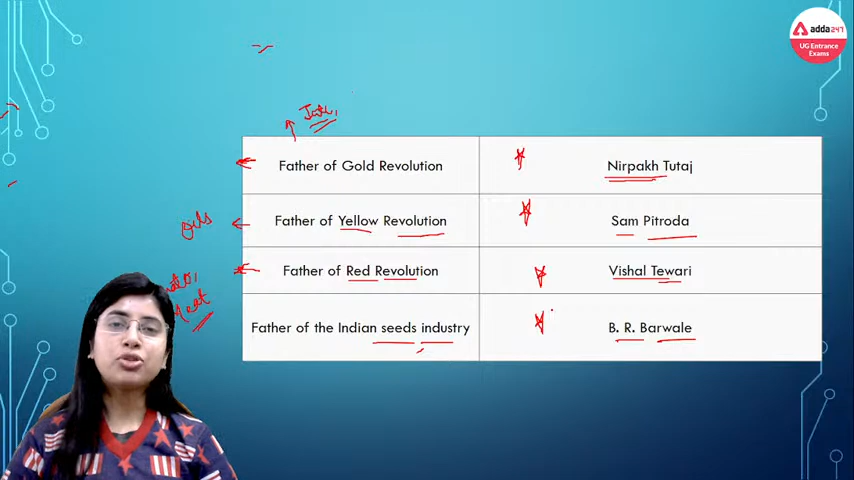 adda247
UG Entrance
Exams
Father of Gold Revolution
Nirpakh Tutaj
oils
Father of Yellow Revolution
Sam Pitroda
Father of Red Revolution
Vishal Tewari
Father of the Indian seeds industry
B. R. Barwale